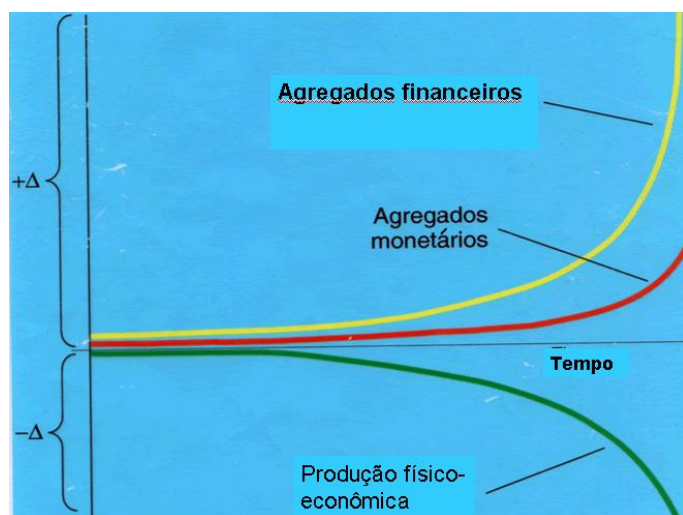 Agregados financeiros
+Δ
Agregados
monetários
Tempo
−Δ
Produção físico-
econômica